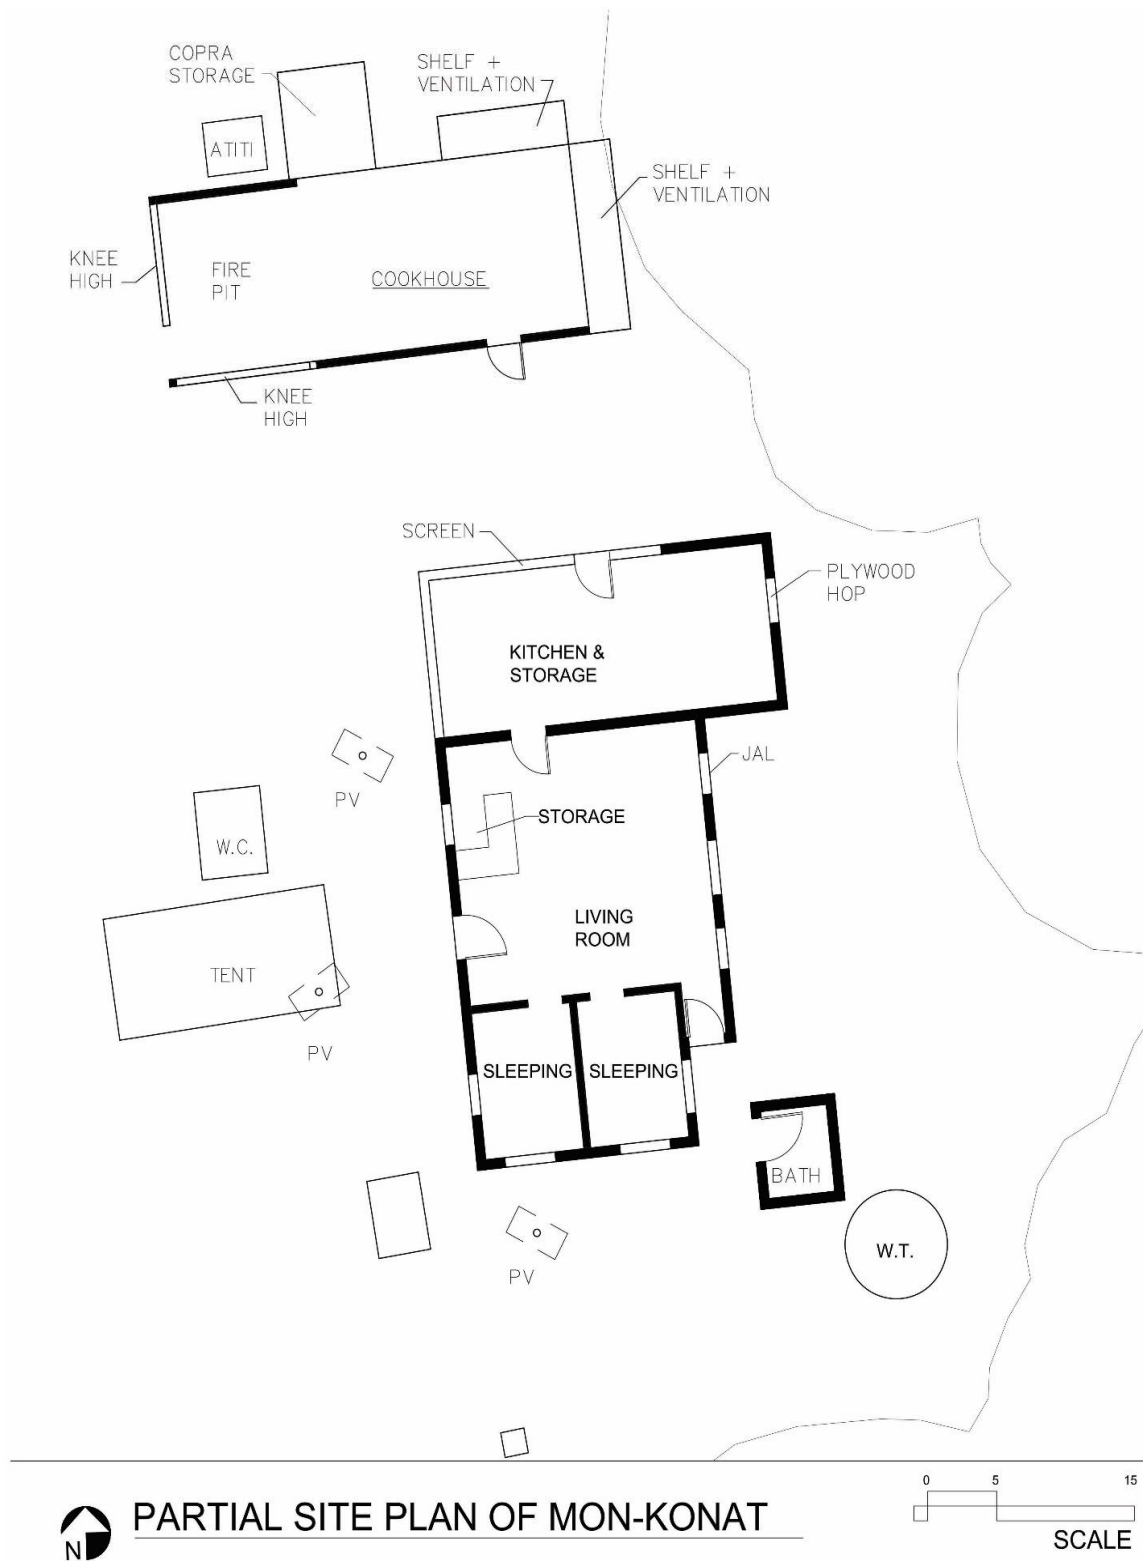 COPRA
STORAGE
SHELF +
VENTILATION
ATITI
SHELF +
VENTILATION
KNEE
HIGH
FIRE
PIT
COOKHOUSE
KNEE
HIGH
SCREEN
PLYWOOD
HOP
KITCHEN &
STORAGE
JAL
PV
STORAGE
W.C.
LIVING
ROOM
TENT
PV
SLEEPING
SLEEPING
BATH
W.T.
PV
0 5 15
N
PARTIAL SITE PLAN OF MON-KONAT
SCALE